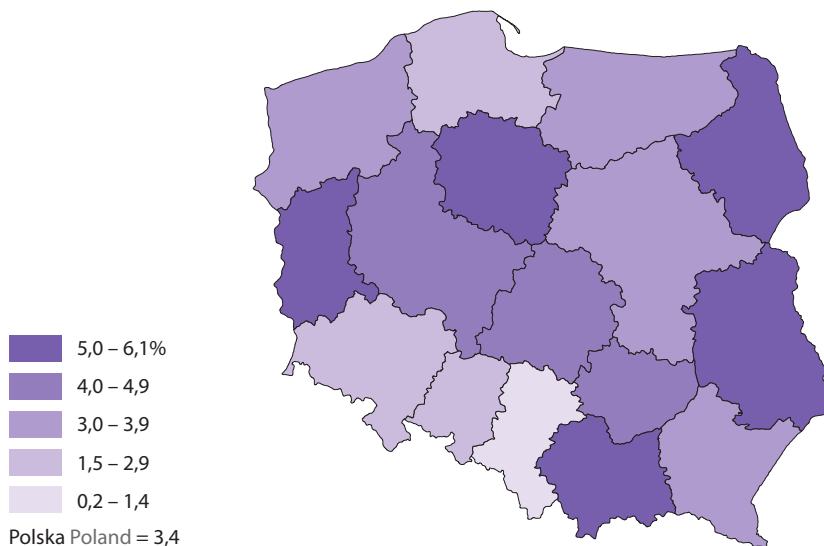 5,0 – 6,1%
4,0 – 4,9
3,0 – 3,9
1,5 – 2,9
0,2 – 1,4
Polska Poland = 3,4